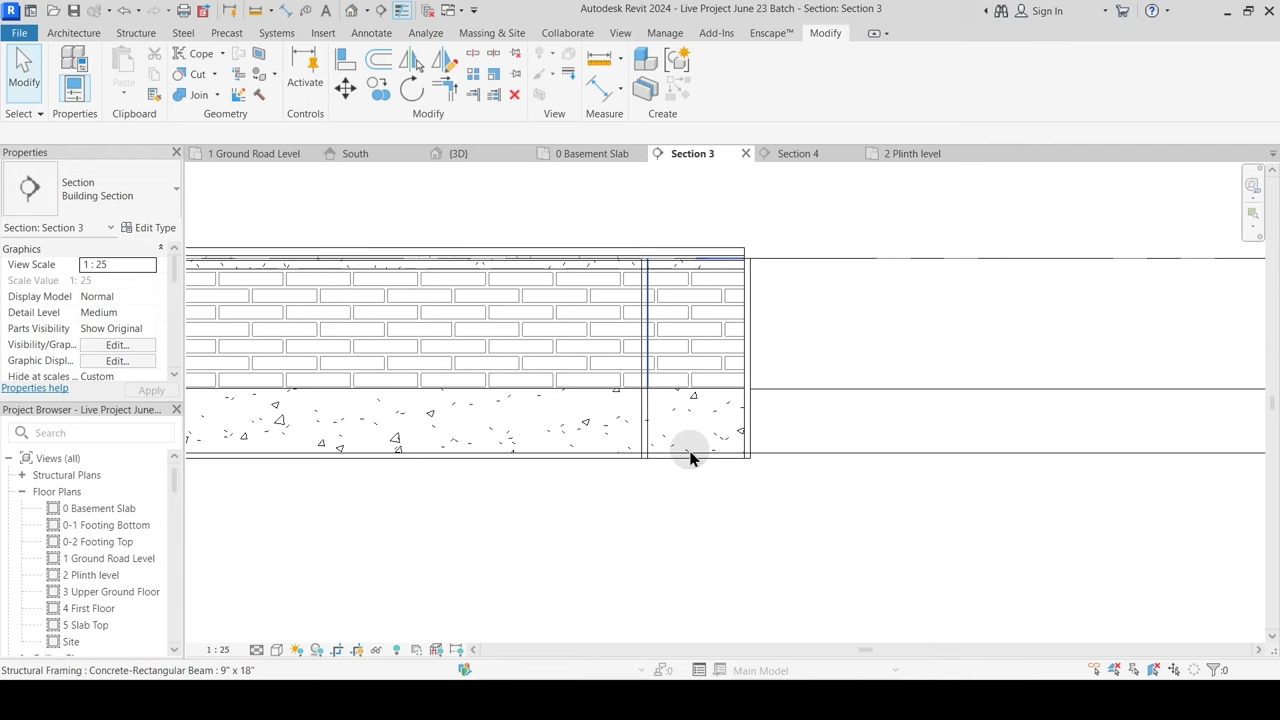 Autodesk Revit 2024 - Live Project June 23 Batch - Section: Section 3
Sign In
File Architecture Structure Steel Precast Systems Insert Annotate Analyze Massing & Site Collaborate View Manage Add-Ins Enscape™ Modify
Modify
Paste
Cope
Cut
Join
Activate
Select Properties Clipboard Geometry Controls Modify View Measure Create
Properties
1 Ground Road Level South {3D} 0 Basement Slab Section 3 Section 4 2 Plinth level
Section
Building Section
Section: Section 3 Edit Type
Graphics
View Scale 1 : 25
Scale Value 1: 25
Display Model Normal
Detail Level Medium
Parts Visibility Show Original
Visibility/Grap... Edit...
Graphic Displ... Edit...
Hide at scales ... Custom
Properties help Apply
Project Browser - Live Project June...
Search
Views (all)
Structural Plans
Floor Plans
0 Basement Slab
0-1 Footing Bottom
0-2 Footing Top
1 Ground Road Level
2 Plinth level
3 Upper Ground Floor
4 First Floor
5 Slab Top
Site
1 : 25
Structural Framing : Concrete-Rectangular Beam : 9" x 18" :0 Main Model :0